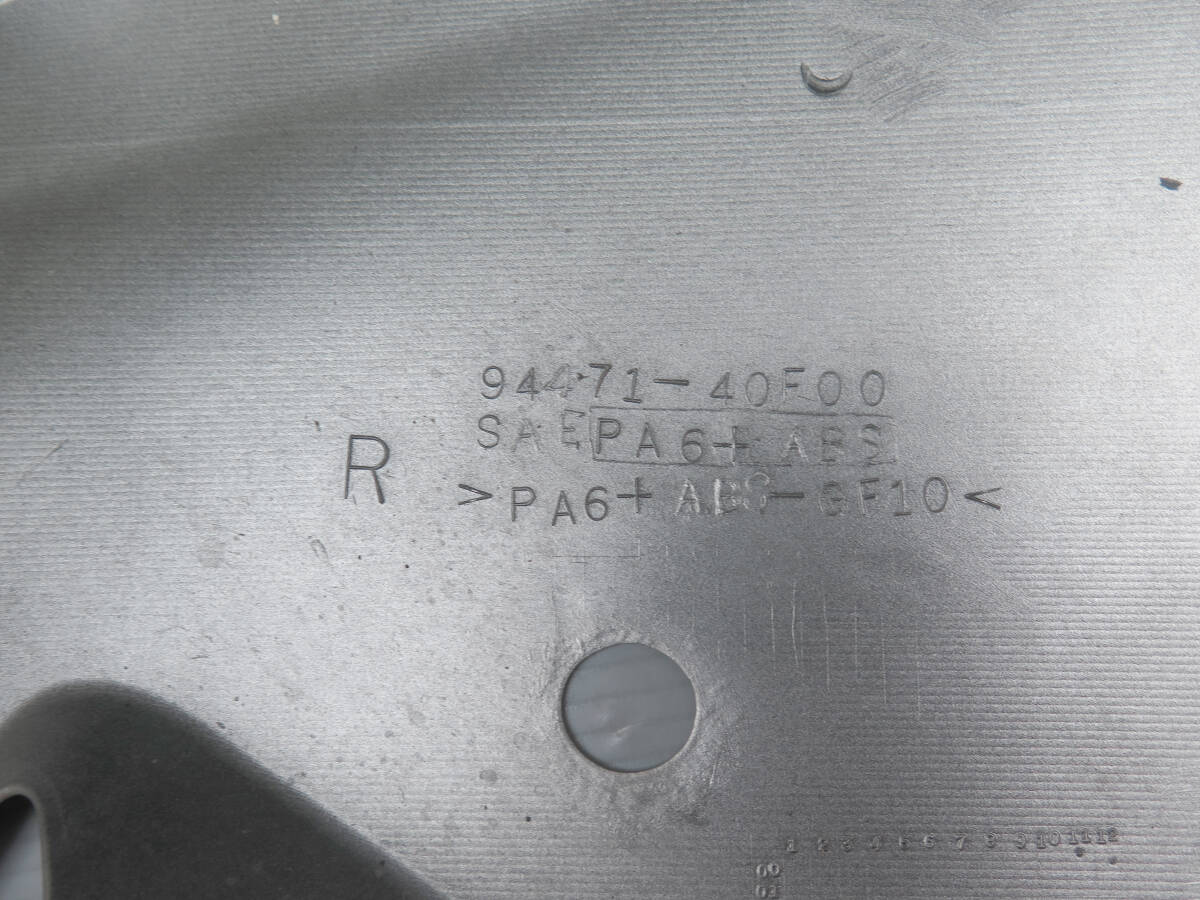 94471-40F00
SAE PA6+ABS
R
>PA6+ABS-GF10<
1 2 3 4 5 6 7 8 9 10 11 12
00